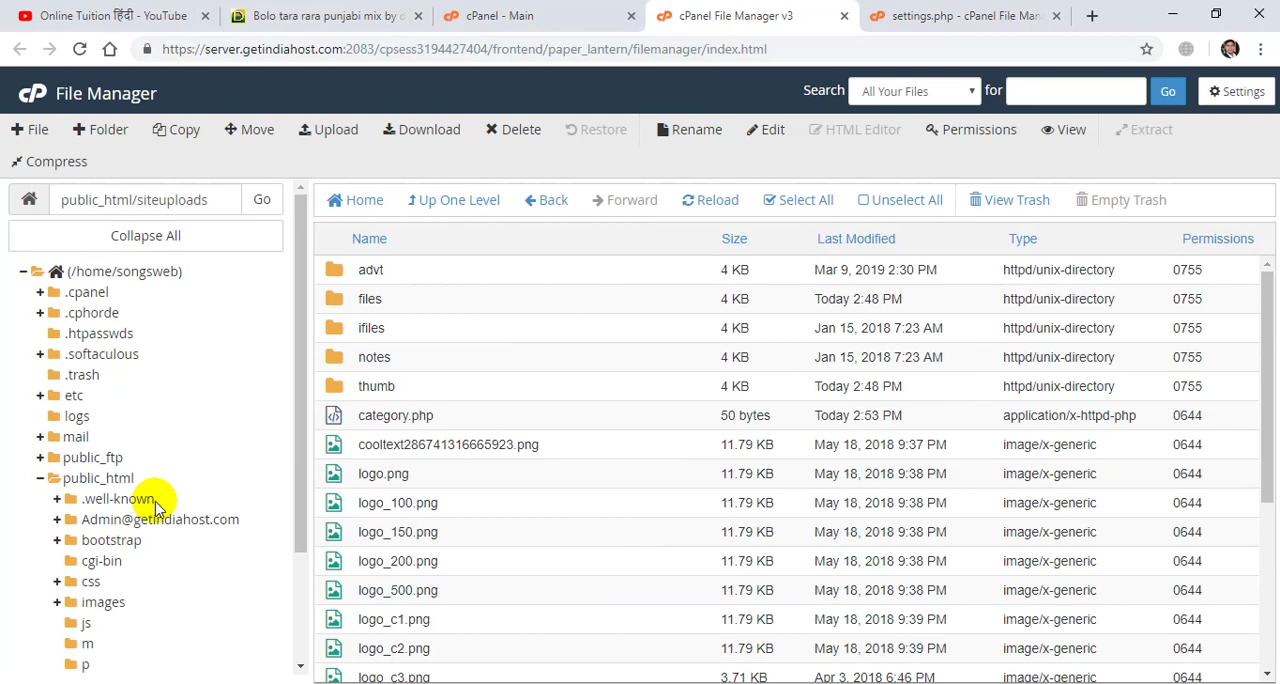 Online Tuition हिंदी - YouTube
Bolo tara rara punjabi mix by d
cPanel - Main
cPanel File Manager v3
settings.php - cPanel File Man
https://server.getindiahost.com:2083/cpsess3194427404/frontend/paper_lantern/filemanager/index.html
cP File Manager
Search All Your Files for Go Settings
File Folder Copy Move Upload Download Delete Restore Rename Edit HTML Editor Permissions View Extract
Compress
public_html/siteuploads Go
Collapse All
(/home/songsweb)
.cpanel
.cphorde
.htpasswds
.softaculous
.trash
etc
logs
mail
public_ftp
public_html
.well-known
Admin@getindiahost.com
bootstrap
cgi-bin
css
images
js
m
p
Home Up One Level Back Forward Reload Select All Unselect All View Trash Empty Trash
Name Size Last Modified Type Permissions
advt 4 KB Mar 9, 2019 2:30 PM httpd/unix-directory 0755
files 4 KB Today 2:48 PM httpd/unix-directory 0755
ifiles 4 KB Jan 15, 2018 7:23 AM httpd/unix-directory 0755
notes 4 KB Jan 15, 2018 7:23 AM httpd/unix-directory 0755
thumb 4 KB Today 2:48 PM httpd/unix-directory 0755
category.php 50 bytes Today 2:53 PM application/x-httpd-php 0644
cooltext286741316665923.png 11.79 KB May 18, 2018 9:37 PM image/x-generic 0644
logo.png 11.79 KB May 18, 2018 9:38 PM image/x-generic 0644
logo_100.png 11.79 KB May 18, 2018 9:38 PM image/x-generic 0644
logo_150.png 11.79 KB May 18, 2018 9:38 PM image/x-generic 0644
logo_200.png 11.79 KB May 18, 2018 9:38 PM image/x-generic 0644
logo_500.png 11.79 KB May 18, 2018 9:38 PM image/x-generic 0644
logo_c1.png 11.79 KB May 18, 2018 9:39 PM image/x-generic 0644
logo_c2.png 11.79 KB May 18, 2018 9:39 PM image/x-generic 0644
logo_c3.png 3.71 KB Apr 3, 2018 6:46 PM image/x-generic 0644